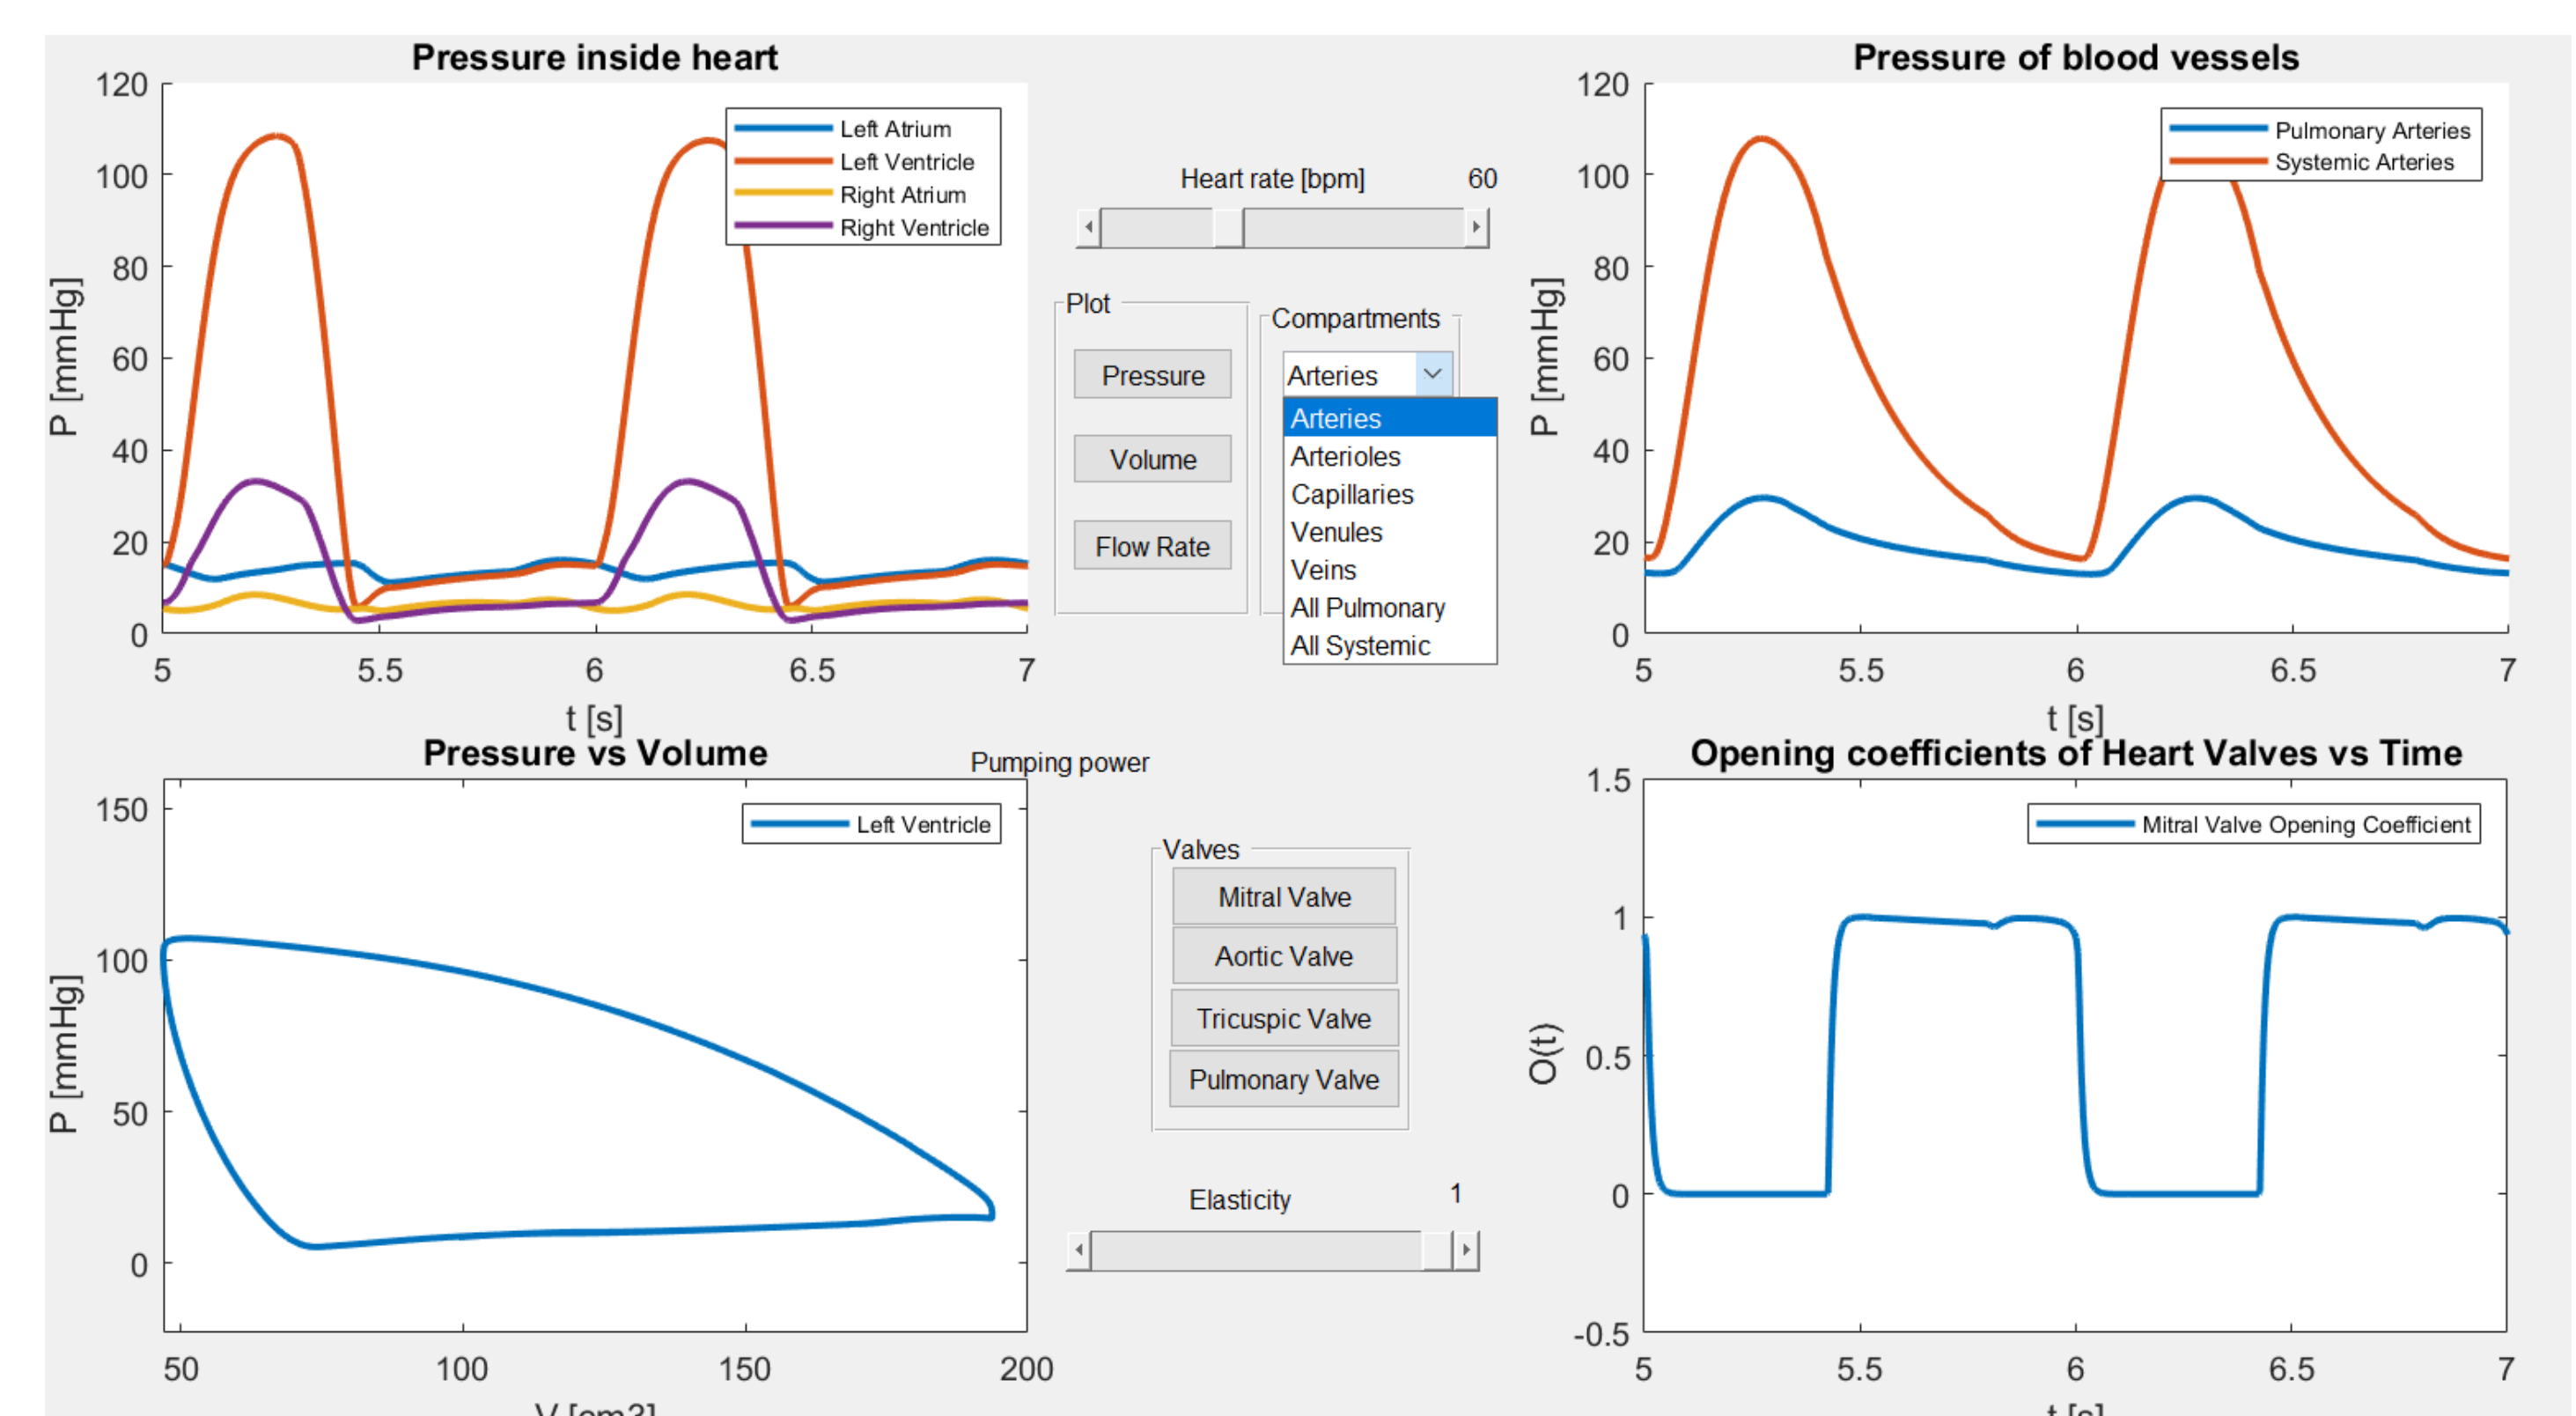 Pressure inside heart
120
100
80
60
40
20
0
P [mmHg]
5
5.5
6
6.5
7
t [s]
Left Atrium
Left Ventricle
Right Atrium
Right Ventricle
Heart rate [bpm]
60
Plot
Pressure
Volume
Flow Rate
Compartments
Arteries
Arteries
Arterioles
Capillaries
Venules
Veins
All Pulmonary
All Systemic
Pressure of blood vessels
120
100
80
60
40
20
0
P [mmHg]
5
5.5
6
6.5
7
t [s]
Pulmonary Arteries
Systemic Arteries
Pressure vs Volume
150
100
50
0
P [mmHg]
50
100
150
200
V [cm3]
Left Ventricle
Pumping power
Valves
Mitral Valve
Aortic Valve
Tricuspic Valve
Pulmonary Valve
Elasticity
1
Opening coefficients of Heart Valves vs Time
1.5
1
0.5
0
-0.5
O(t)
5
5.5
6
6.5
7
t [s]
Mitral Valve Opening Coefficient